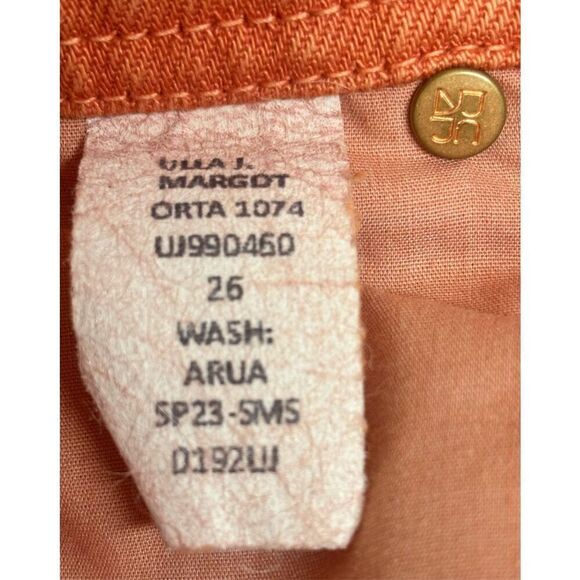 ULLA J.
MARGOT
ORTA 1074
UJ990460
26
WASH:
ARUA
SP23-SMS
D192UJ